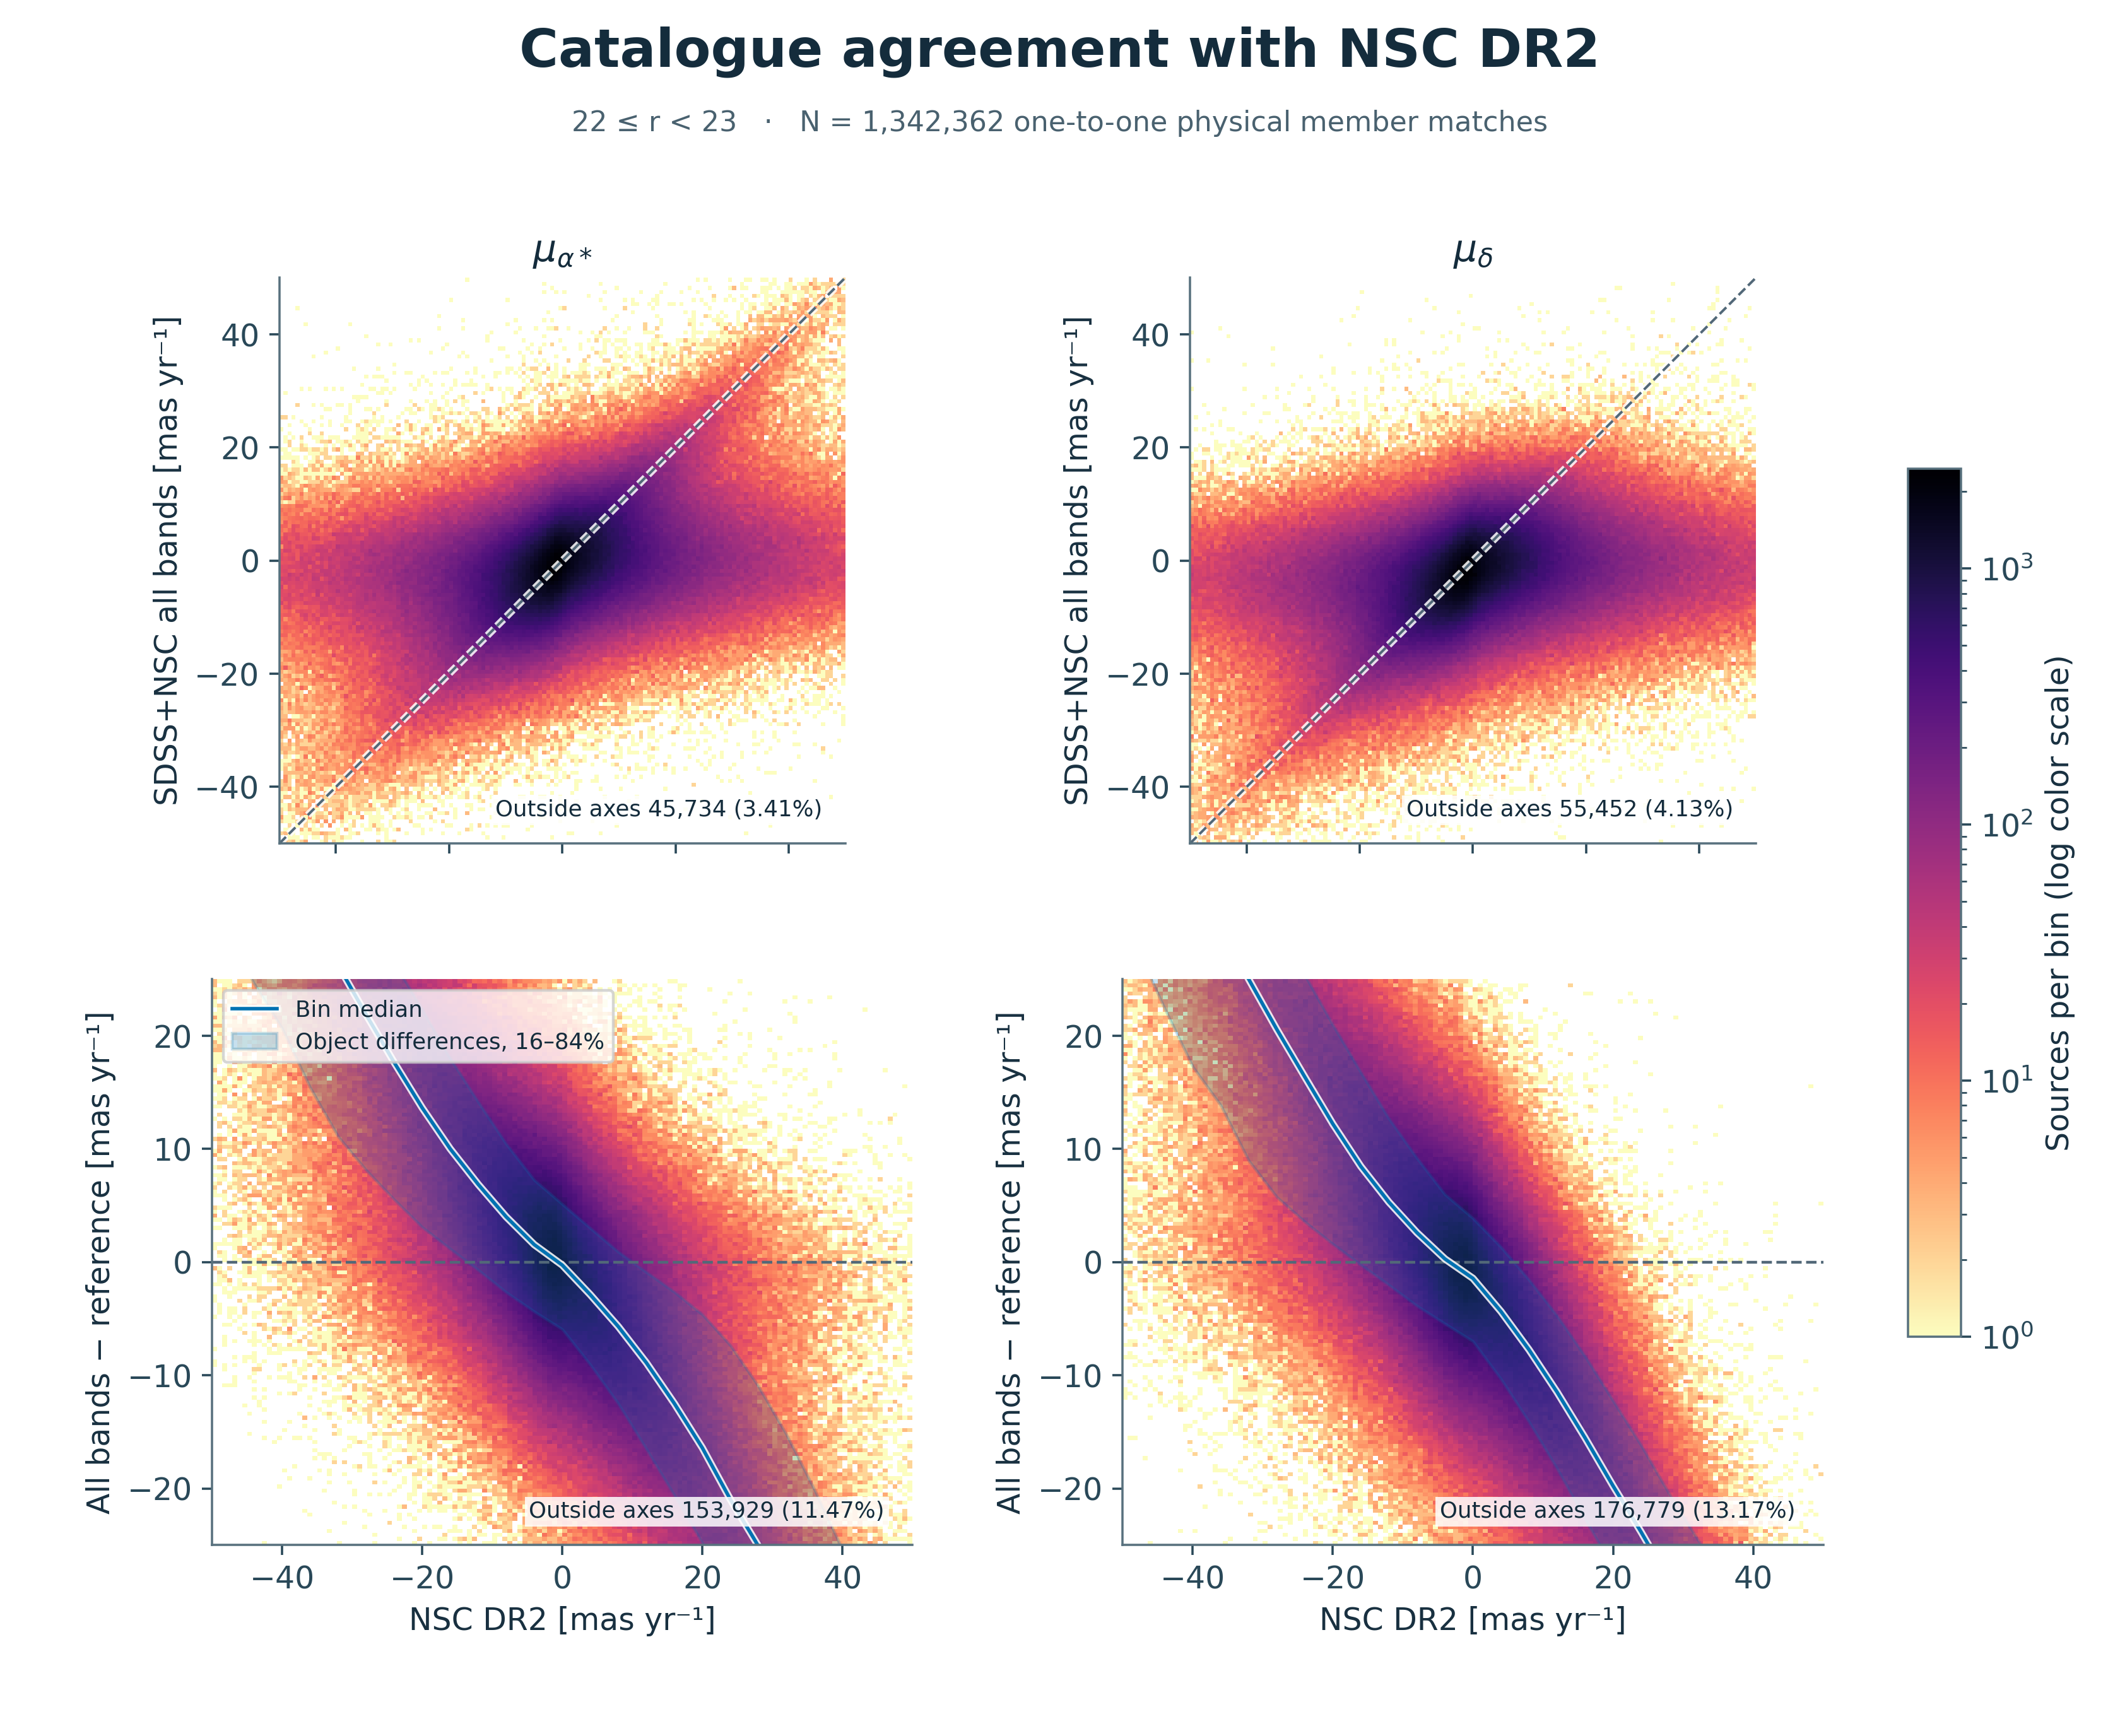 Catalogue agreement with NSC DR2
22 ≤ r < 23 · N = 1,342,362 one-to-one physical member matches
μα*
μδ
SDSS+NSC all bands [mas yr⁻¹]
40
20
0
−20
−40
Outside axes 45,734 (3.41%)
SDSS+NSC all bands [mas yr⁻¹]
40
20
0
−20
−40
Outside axes 55,452 (4.13%)
All bands − reference [mas yr⁻¹]
20
10
0
−10
−20
Bin median
Object differences, 16–84%
Outside axes 153,929 (11.47%)
−40 −20 0 20 40
NSC DR2 [mas yr⁻¹]
All bands − reference [mas yr⁻¹]
20
10
0
−10
−20
Outside axes 176,779 (13.17%)
−40 −20 0 20 40
NSC DR2 [mas yr⁻¹]
10³
10²
10¹
10⁰
Sources per bin (log color scale)